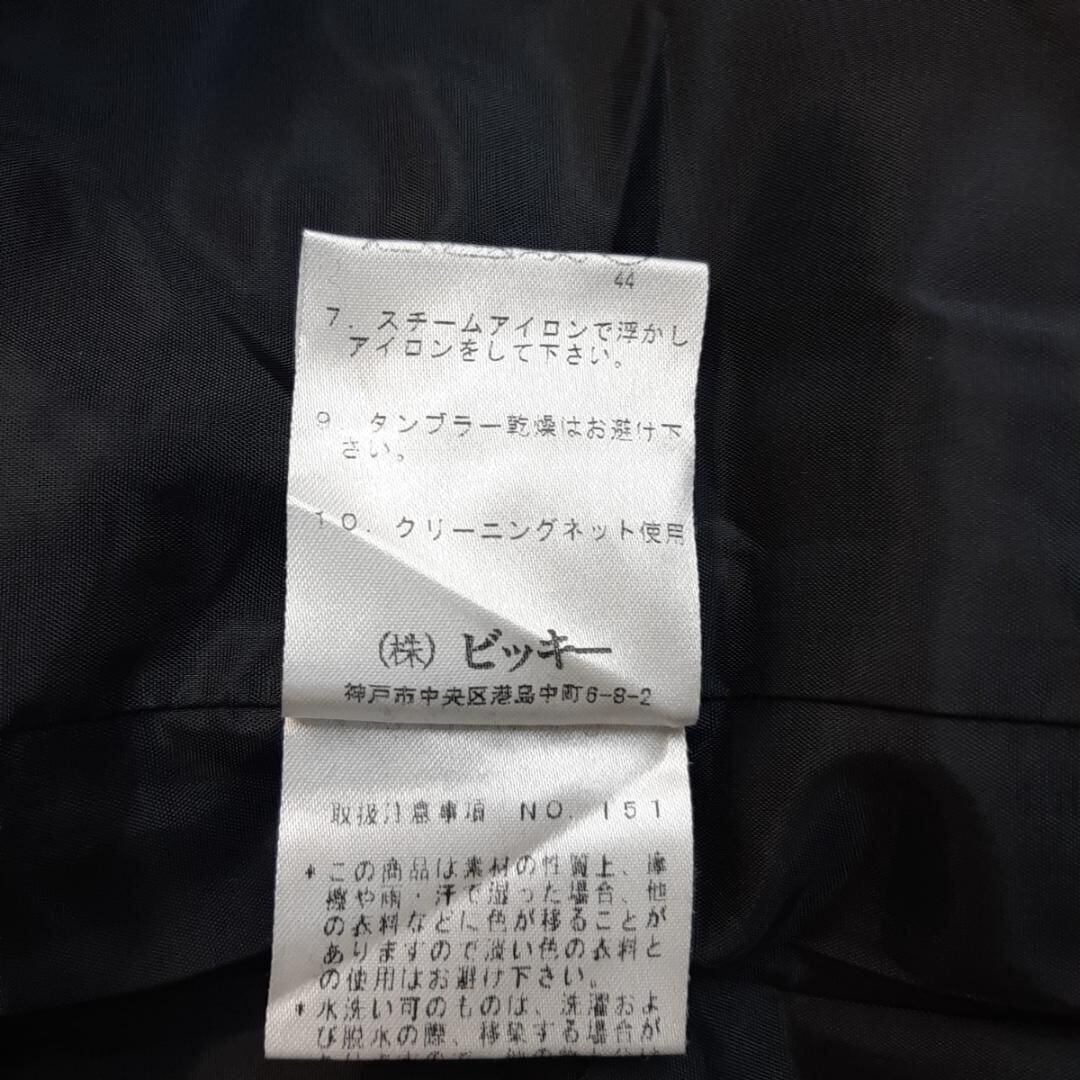 44
7. スチームアイロンで浮かし
アイロンをして下さい。
9. タンブラー乾燥はお避け下
さい。
10. クリーニングネット使用
(株) ビッキー
神戸市中央区港島中町6-8-2
取扱注意事項 NO. 151
* この商品は素材の性質上、摩
擦や雨・汗で湿った場合、他
の衣料などに色が移ることが
ありますので淡い色の衣料と
の使用はお避け下さい。
* 水洗い可のものは、洗濯およ
び脱水の際、移染する場合が